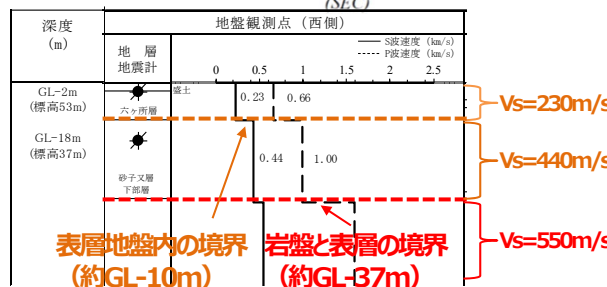 (SEC)
深度
(m)
地盤観測点 (西側)
地 層
地震計
S波速度 (km/s)
P波速度 (km/s)
0 0.5 1 1.5 2 2.5
GL-2m
(標高53m)
盛土
六ヶ所層
0.23 0.66
Vs=230m/s
GL-18m
(標高37m)
0.44 1.00
Vs=440m/s
砂子又層
下部層
表層地盤内の境界
(約GL-10m)
岩盤と表層の境界
(約GL-37m)
Vs=550m/s